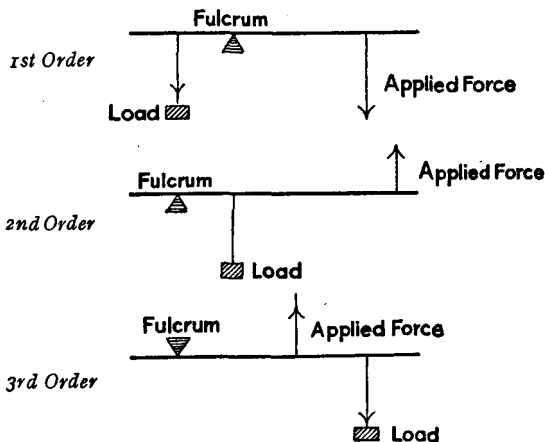 Fulcrum
1st Order
Applied Force
Load
Applied Force
Fulcrum
2nd Order
Load
Fulcrum
Applied Force
3rd Order
Load